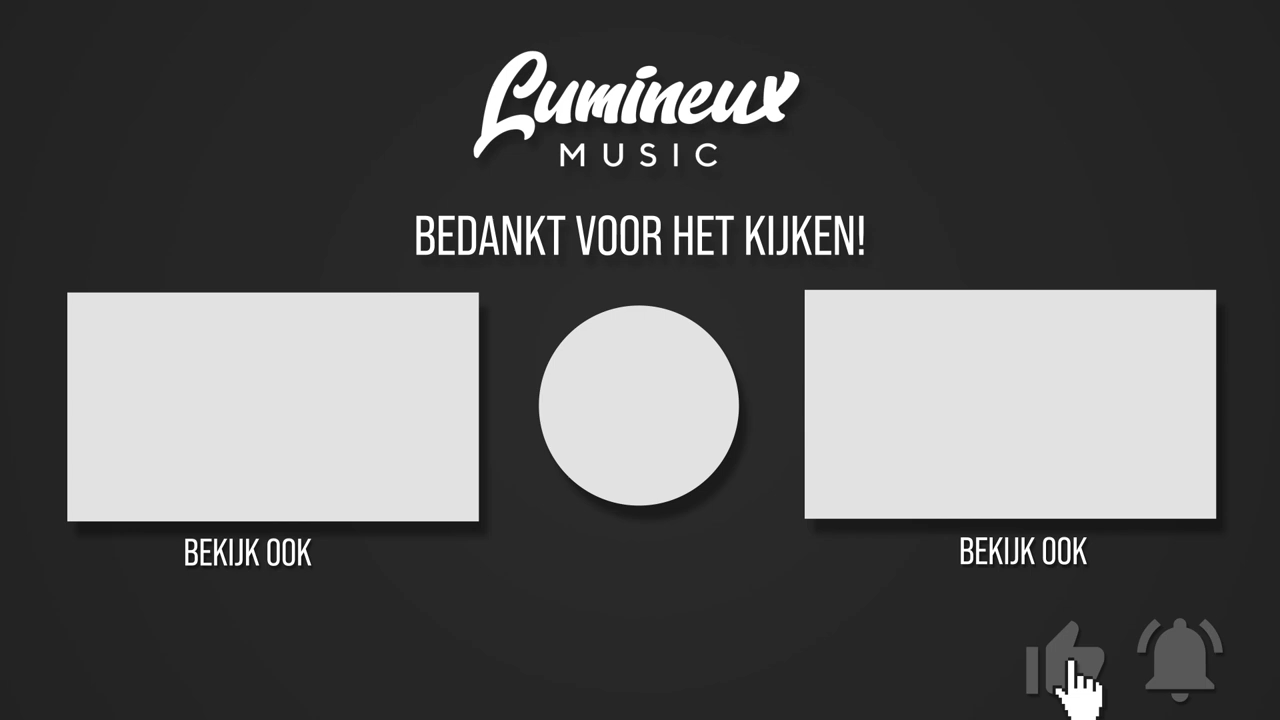 Lumineux
MUSIC
BEDANKT VOOR HET KIJKEN!
BEKIJK OOK
BEKIJK OOK